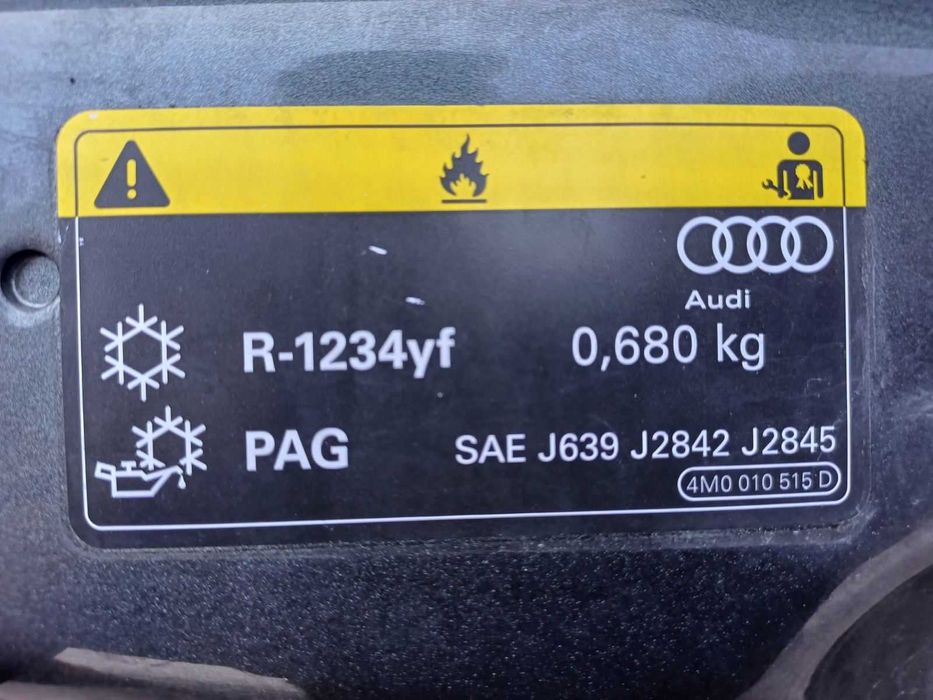 Audi
R-1234yf 0,680 kg
PAG SAE J639 J2842 J2845
4M0 010 515 D